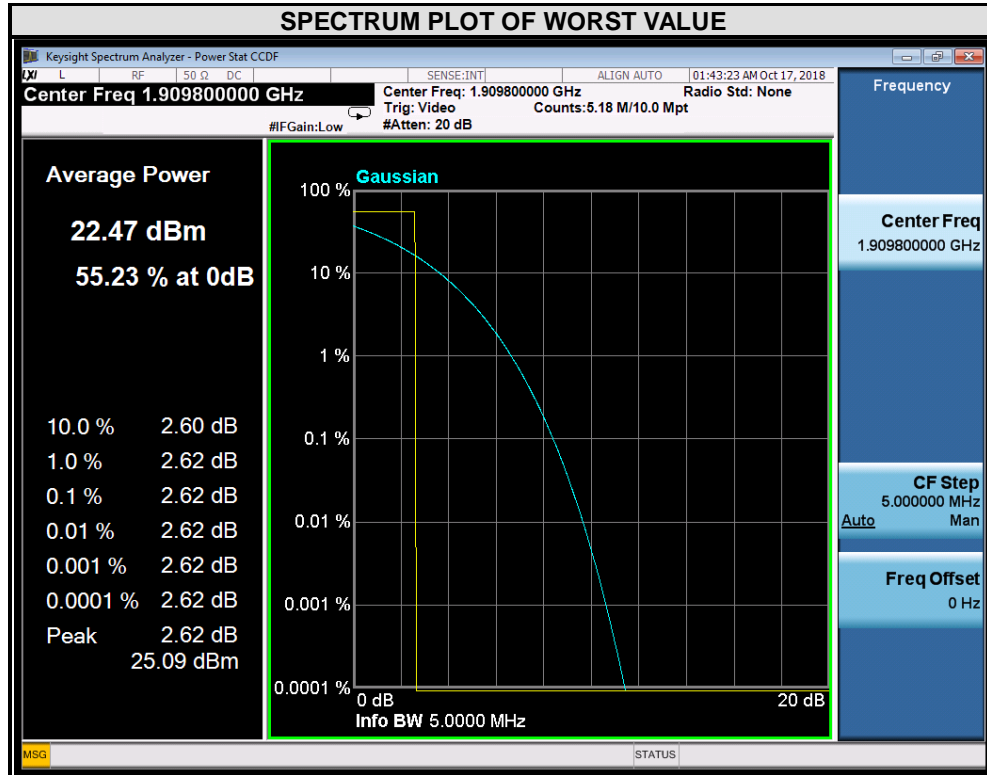 SPECTRUM PLOT OF WORST VALUE
Keysight Spectrum Analyzer - Power Stat CCDF
LXI L RF 50 Ω DC SENSE:INT ALIGN AUTO 01:43:23 AM Oct 17, 2018
Center Freq 1.909800000 GHz
Center Freq: 1.909800000 GHz Radio Std: None
Trig: Video Counts:5.18 M/10.0 Mpt
#IFGain:Low #Atten: 20 dB
Average Power
22.47 dBm
55.23 % at 0dB
10.0 % 2.60 dB
1.0 % 2.62 dB
0.1 % 2.62 dB
0.01 % 2.62 dB
0.001 % 2.62 dB
0.0001 % 2.62 dB
Peak 2.62 dB
25.09 dBm
Gaussian
100 %
10 %
1 %
0.1 %
0.01 %
0.001 %
0.0001 %
0 dB 20 dB
Info BW 5.0000 MHz
Frequency
Center Freq
1.909800000 GHz
CF Step
5.000000 MHz
Auto Man
Freq Offset
0 Hz
MSG STATUS